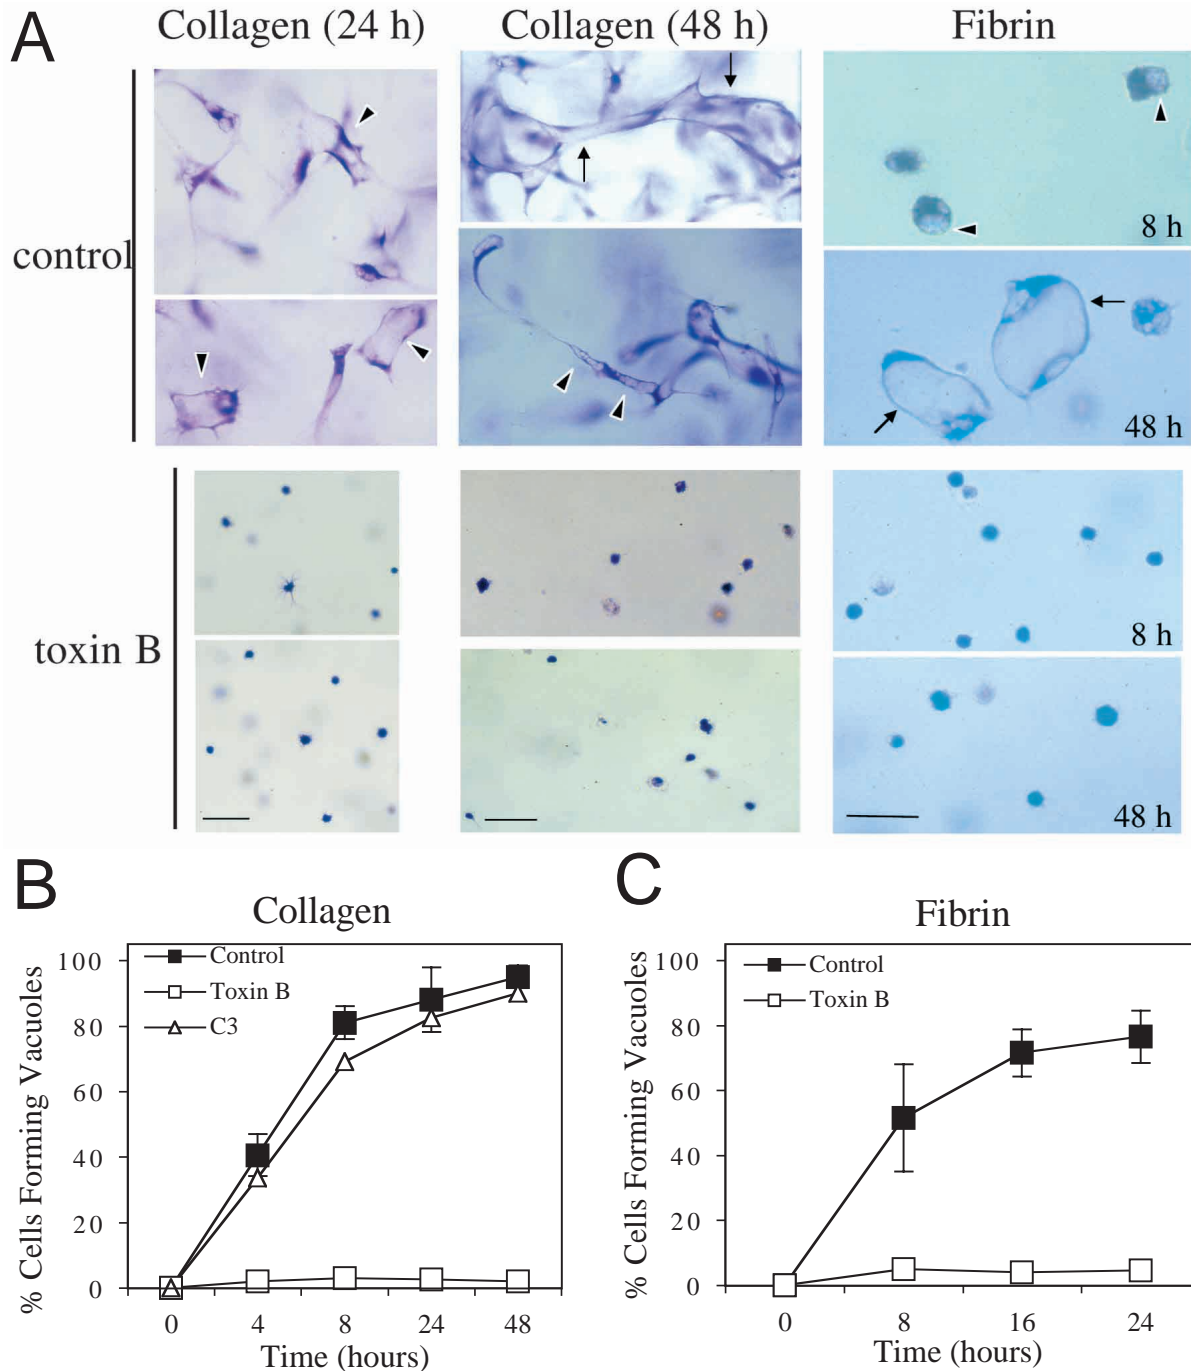 A
Collagen (24 h)
Collagen (48 h)
Fibrin
control
8 h
48 h
toxin B
8 h
48 h
B
Collagen
% Cells Forming Vacuoles
100
80
60
40
20
0
Control
Toxin B
C3
0
4
8
24
48
Time (hours)
C
Fibrin
% Cells Forming Vacuoles
100
80
60
40
20
0
Control
Toxin B
0
8
16
24
Time (hours)